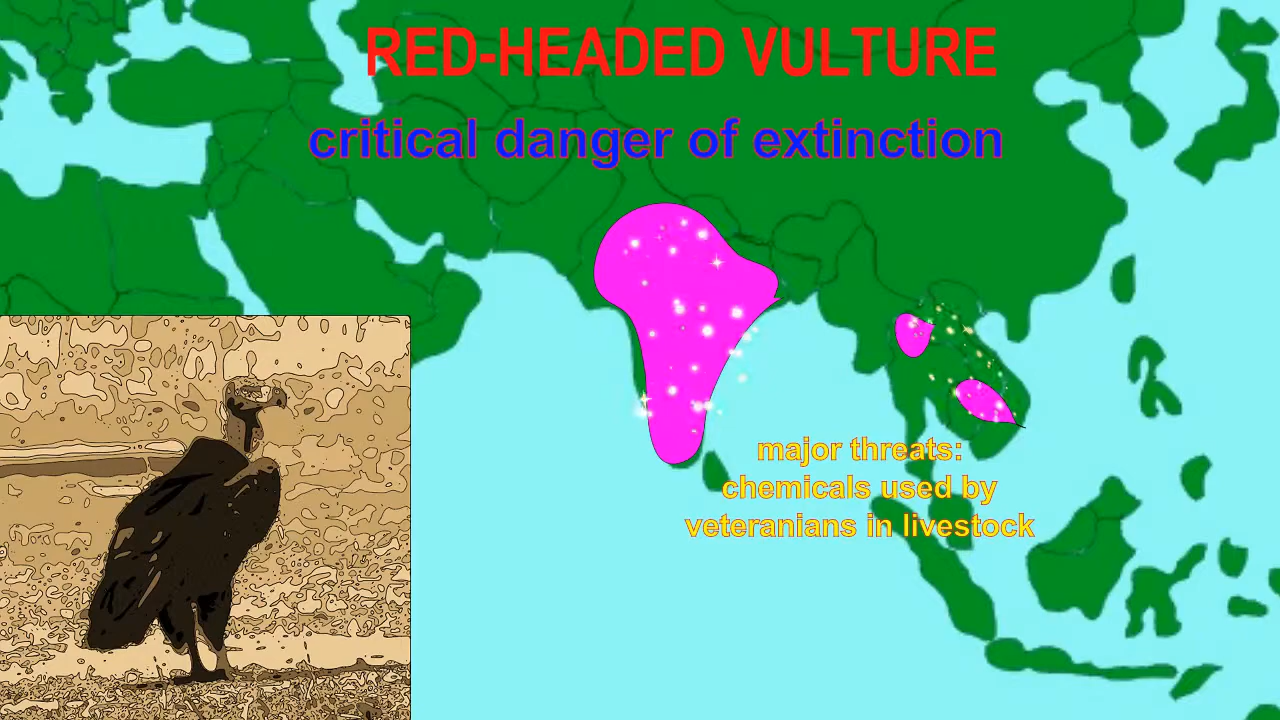 RED-HEADED VULTURE
critical danger of extinction
major threats:
chemicals used by
veteranians in livestock